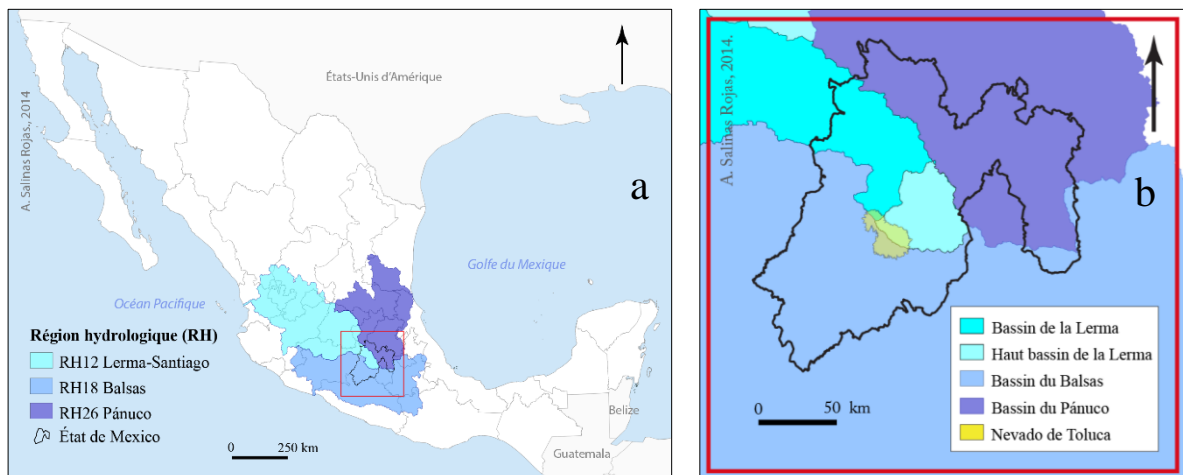 A. Salinas Rojas, 2014
États-Unis d'Amérique
a
Golfe du Mexique
Océan Pacifique
Région hydrologique (RH)
RH12 Lerma-Santiago
RH18 Balsas
RH26 Pánuco
État de Mexico
0 250 km
Belize
Guatemala
A. Salinas Rojas, 2014.
b
Bassin de la Lerma
Haut bassin de la Lerma
Bassin du Balsas
Bassin du Pánuco
Nevado de Toluca
0 50 km